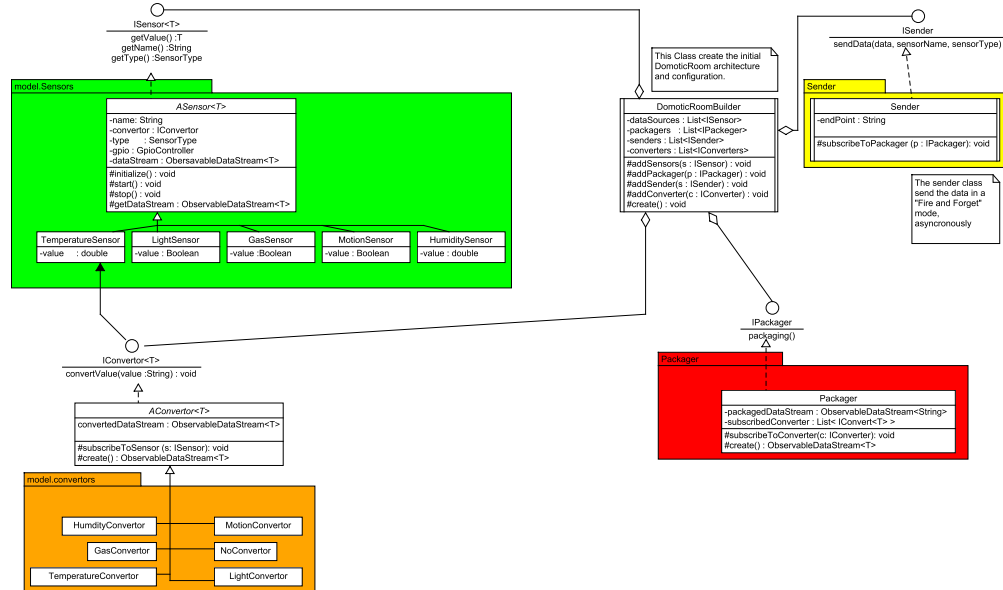 ISensor<T>
getValue() :T
getName() :String
getType() :SensorType
ISender
sendData(data, sensorName, sensorType)
This Class create the initial
DomoticRoom architecture
and configuration.
model.Sensors
ASensor<T>
-name: String
-convertor : IConvertor
-type : SensorType
-gpio : GpioController
-dataStream : ObersavableDataStream<T>
#initialize() : void
#start() : void
#stop() : void
#getDataStream : ObservableDataStream<T>
TemperatureSensor
-value : double
LightSensor
-value : Boolean
GasSensor
-value : Boolean
MotionSensor
-value : Boolean
HumiditySensor
-value : double
DomoticRoomBuilder
-dataSources : List<ISensor>
-packagers : List<IPackeger>
-senders : List<ISender>
-converters : List<IConverters>
#addSensors(s : ISensor) : void
#addPackager(p : IPackager) : void
#addSender(s : ISender) : void
#addConverter(c : IConverter) : void
#create() : void
Sender
Sender
-endPoint : String
#subscribeToPackager (p : IPackager): void
The sender class
send the data in a
"Fire and Forget"
mode,
asyncronously
IConvertor<T>
convertValue(value :String) : void
IPackager
packaging()
Packager
Packager
-packagedDataStream : ObservableDataStream<String>
-subscribedConverter : List< IConvert<T> >
#subscribeToConverter(c: IConverter): void
#create() : ObservableDataStream<T>
AConvertor<T>
convertedDataStream : ObservableDataStream<T>
#subscribeToSensor (s: ISensor): void
#create() : ObservableDataStream<T>
model.convertors
HumdityConvertor
MotionConvertor
GasConvertor
NoConvertor
TemperatureConvertor
LightConvertor